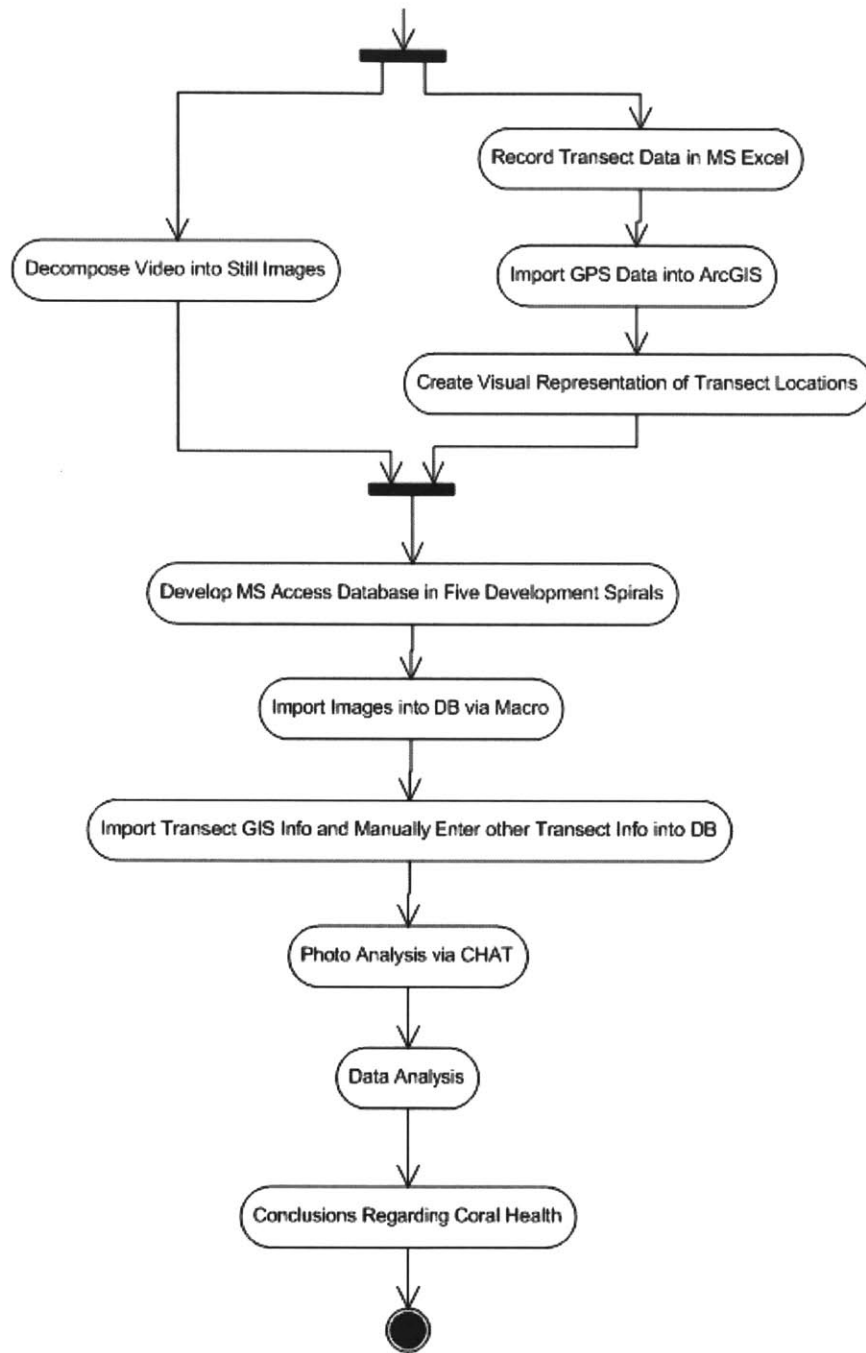 Record Transect Data in MS Excel
Decompose Video into Still Images
Import GPS Data into ArcGIS
Create Visual Representation of Transect Locations
Develop MS Access Database in Five Development Spirals
Import Images into DB via Macro
Import Transect GIS Info and Manually Enter other Transect Info into DB
Photo Analysis via CHAT
Data Analysis
Conclusions Regarding Coral Health